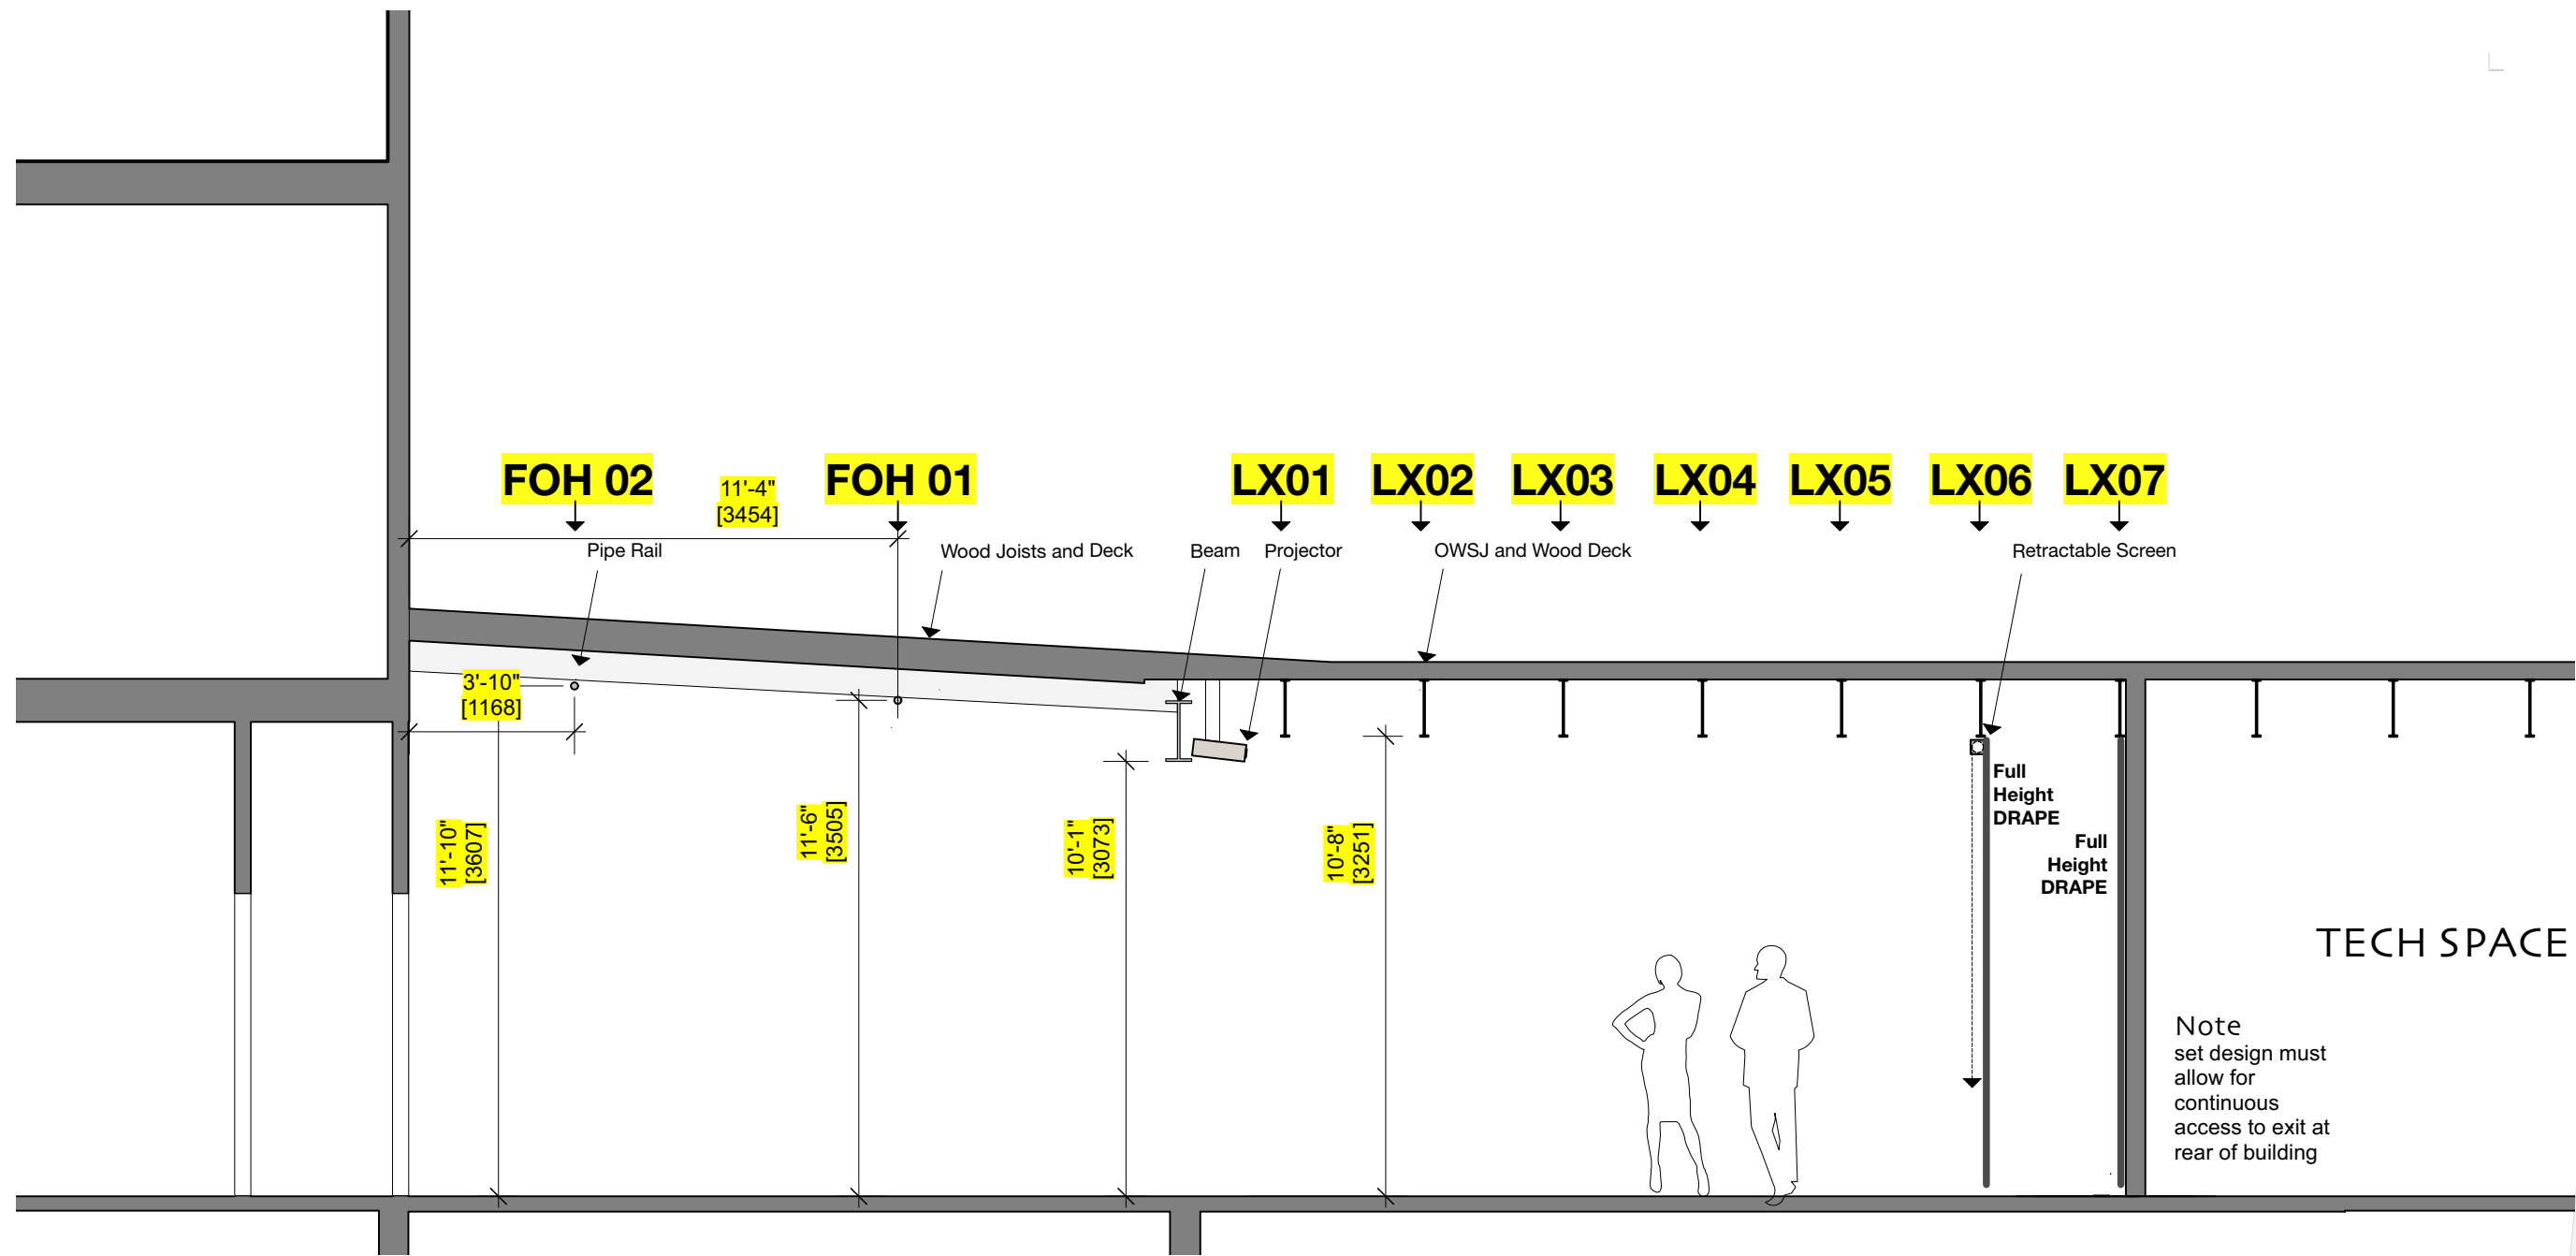 FOH 02
11'-4"
[3454]
FOH 01
LX01
LX02
LX03
LX04
LX05
LX06
LX07
Pipe Rail
Wood Joists and Deck
Beam
Projector
OWSJ and Wood Deck
Retractable Screen
3'-10"
[1168]
11'-10"
[3607]
11'-6"
[3505]
10'-1"
[3073]
10'-8"
[3251]
Full
Height
DRAPE
Full
Height
DRAPE
TECH SPACE
Note
set design must
allow for
continuous
access to exit at
rear of building